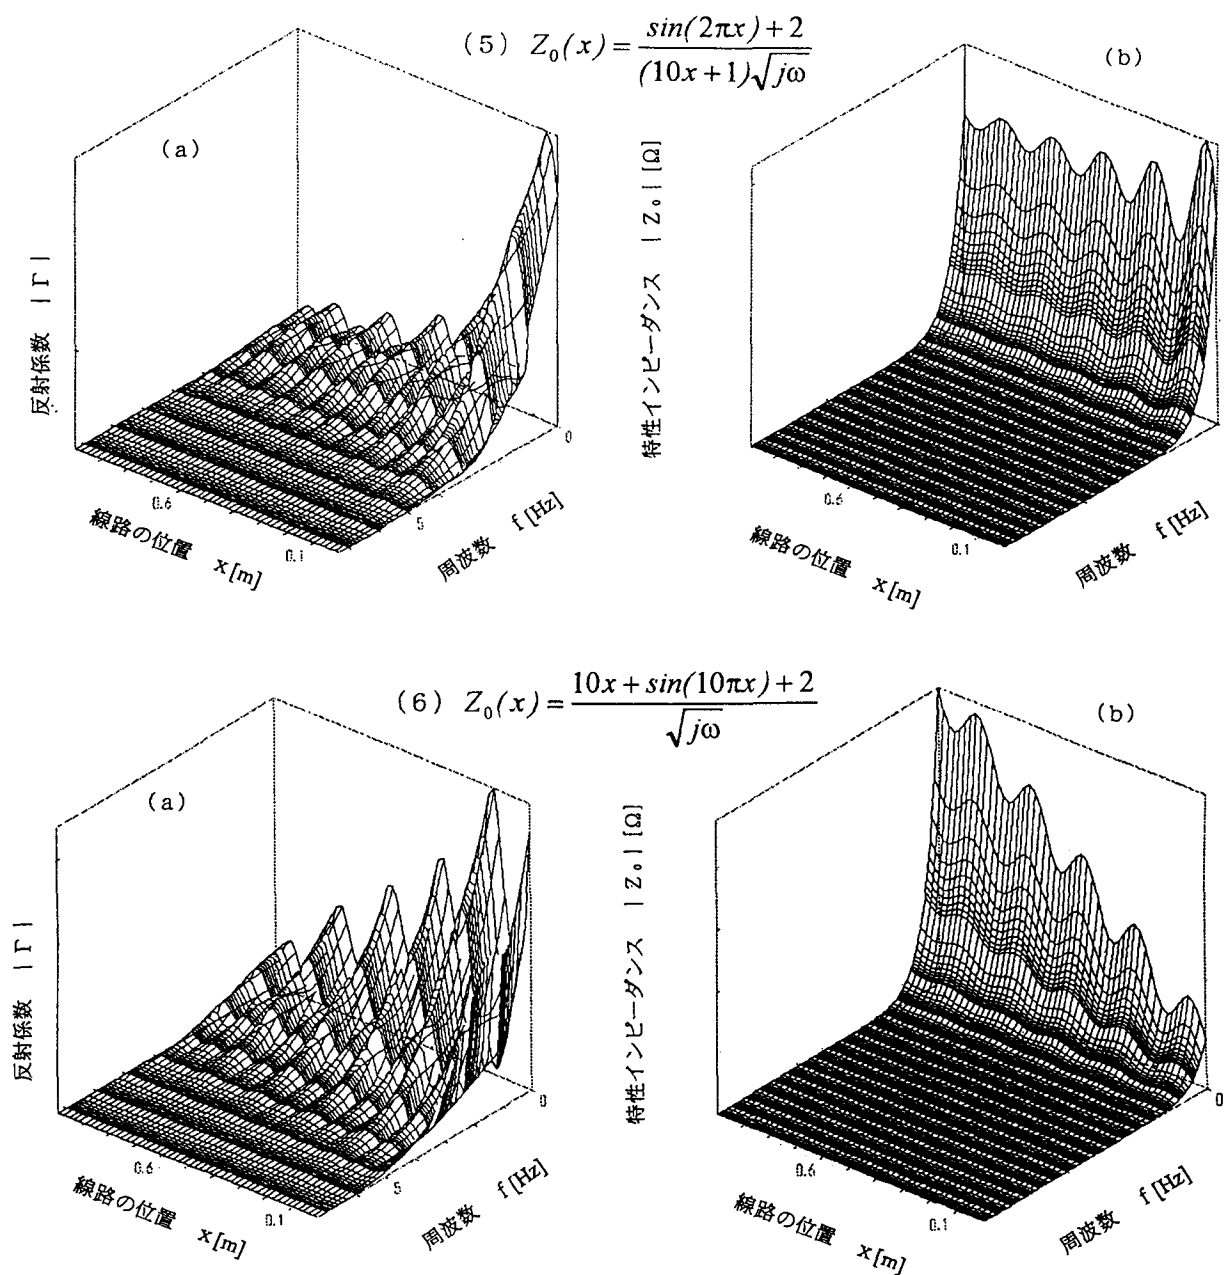 (5) Z₀(x) = (sin(2πx)+2) / ((10x+1)√(jω))
(a)
反射係数 |Γ|
0.6
0.1
線路の位置 x[m]
0
5
周波数 f[Hz]
(b)
特性インピーダンス |Z₀|[Ω]
0.6
0.1
線路の位置 x[m]
0
周波数 f[Hz]
(6) Z₀(x) = (10x+sin(10πx)+2) / √(jω)
(a)
反射係数 |Γ|
0.6
0.1
線路の位置 x[m]
0
5
周波数 f[Hz]
(b)
特性インピーダンス |Z₀|[Ω]
0.6
0.1
線路の位置 x[m]
0
周波数 f[Hz]